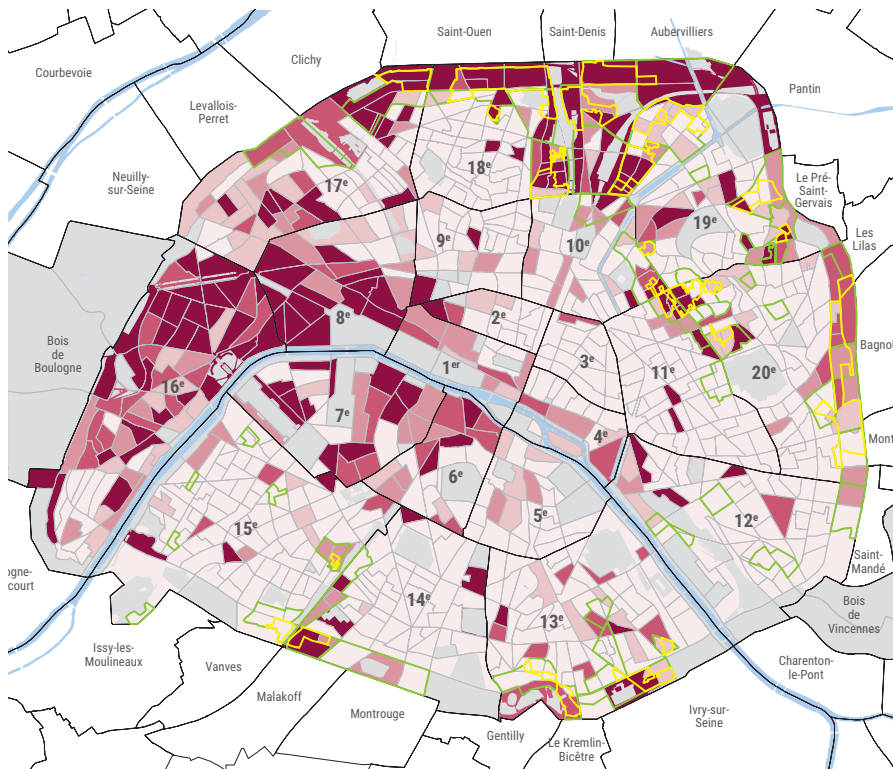 Saint-Ouen
Saint-Denis
Aubervilliers
Clichy
Courbevoie
Pantin
Levallois-
Perret
18e
Neuilly-
sur-Seine
17e
Le Pré-
Saint-
Gervais
19e
9e
10e
Les
Lilas
8e
2e
Bois
de
Boulogne
1er
3e
Bagnol
16e
11e
20e
7e
4e
Mont
6e
5e
12e
15e
ogne-
court
Saint-
Mandé
14e
13e
Bois
de
Vincennes
Issy-les-
Moulineaux
Vanves
Charenton-
le-Pont
Malakoff
Montrouge
Ivry-sur-
Seine
Gentilly
Le Kremlin-
Bicêtre